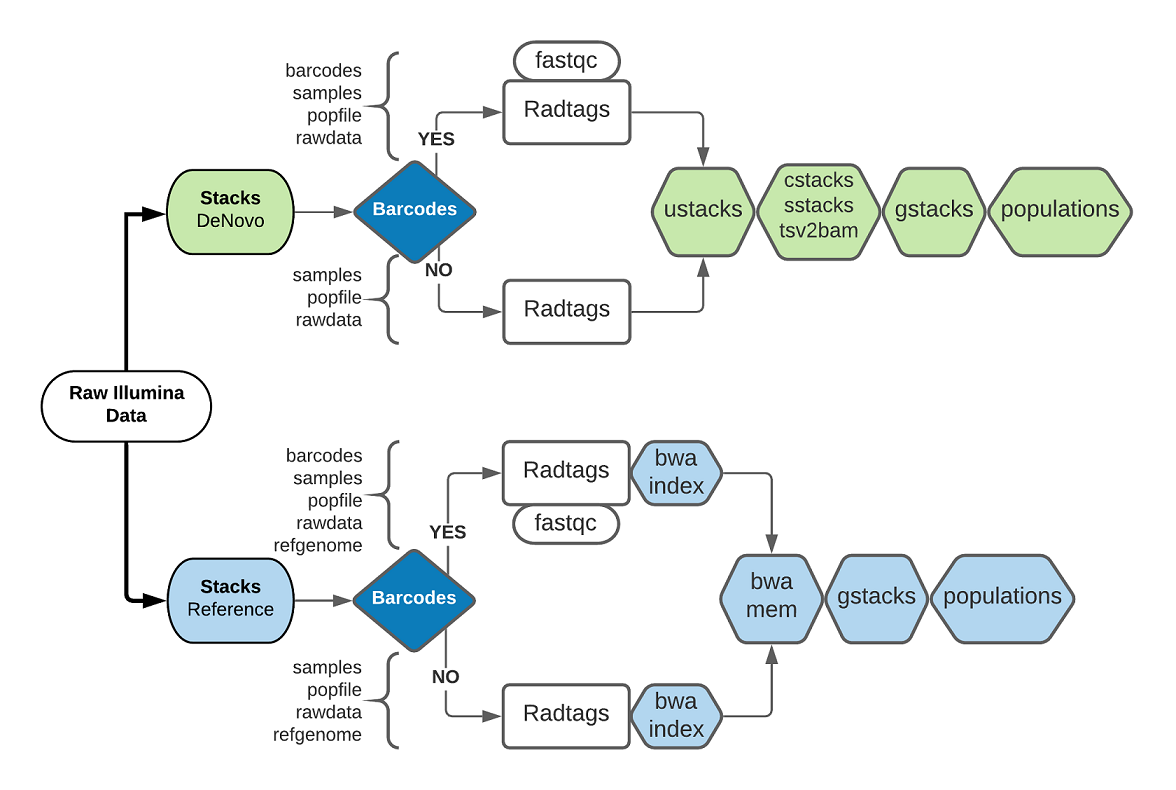 barcodes
samples
popfile
rawdata
fastqc
Radtags
YES
Stacks
DeNovo
Barcodes
ustacks
cstacks
sstacks
tsv2bam
gstacks
populations
NO
samples
popfile
rawdata
Radtags
Raw Illumina
Data
barcodes
samples
popfile
rawdata
refgenome
Radtags
bwa
index
fastqc
YES
Stacks
Reference
Barcodes
bwa
mem
gstacks
populations
NO
samples
popfile
rawdata
refgenome
Radtags
bwa
index